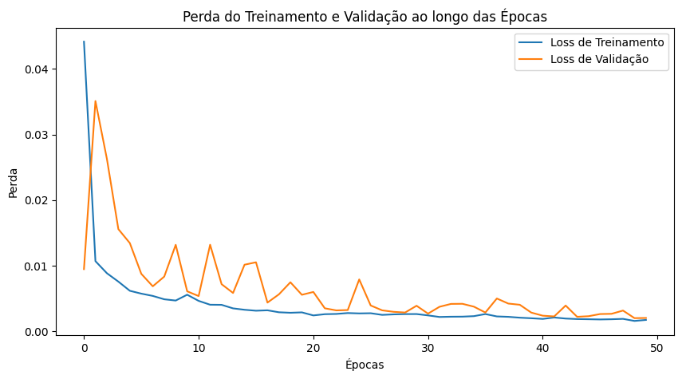 Perda do Treinamento e Validação ao longo das Épocas
Loss de Treinamento
Loss de Validação
Perda
0.04
0.03
0.02
0.01
0.00
0
10
20
30
40
50
Épocas